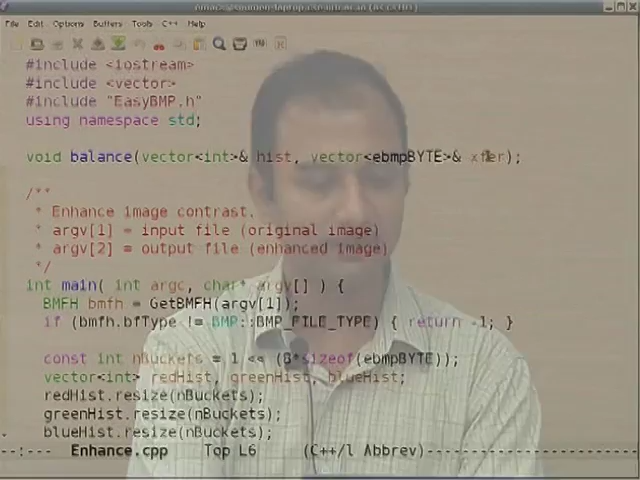 File Edit Options Buffers Tools C++ Help
#include <iostream>
#include <vector>
#include "EasyBMP.h"
using namespace std;
void balance(vector<int>& hist, vector<ebmpBYTE>& xfer);
/**
* Enhance image contrast.
* argv[1] = input file (original image)
* argv[2] = output file (enhanced image)
*/
int main( int argc, char* argv[] ) {
BMFH bmfh = GetBMFH(argv[1]);
if (bmfh.bfType != BMP::BMP_FILE_TYPE) { return -1; }
const int nBuckets = 1 << (8*sizeof(ebmpBYTE));
vector<int> redHist, greenHist, blueHist;
redHist.resize(nBuckets);
greenHist.resize(nBuckets);
blueHist.resize(nBuckets);
--:--- Enhance.cpp Top L6 (C++/l Abbrev)